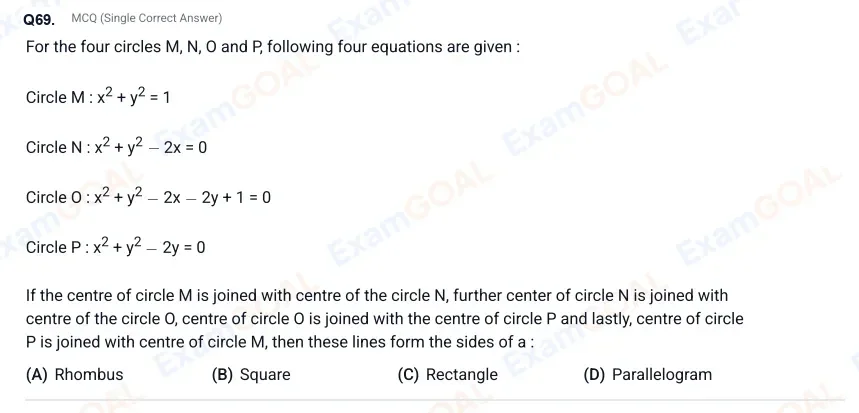 Q69. MCQ (Single Correct Answer)
For the four circles M, N, O and P, following four equations are given :
Circle M : x² + y² = 1
Circle N : x² + y² – 2x = 0
Circle O : x² + y² – 2x – 2y + 1 = 0
Circle P : x² + y² – 2y = 0
If the centre of circle M is joined with centre of the circle N, further center of circle N is joined with
centre of the circle O, centre of circle O is joined with the centre of circle P and lastly, centre of circle
P is joined with centre of circle M, then these lines form the sides of a :
(A) Rhombus (B) Square (C) Rectangle (D) Parallelogram
ExamGOAL